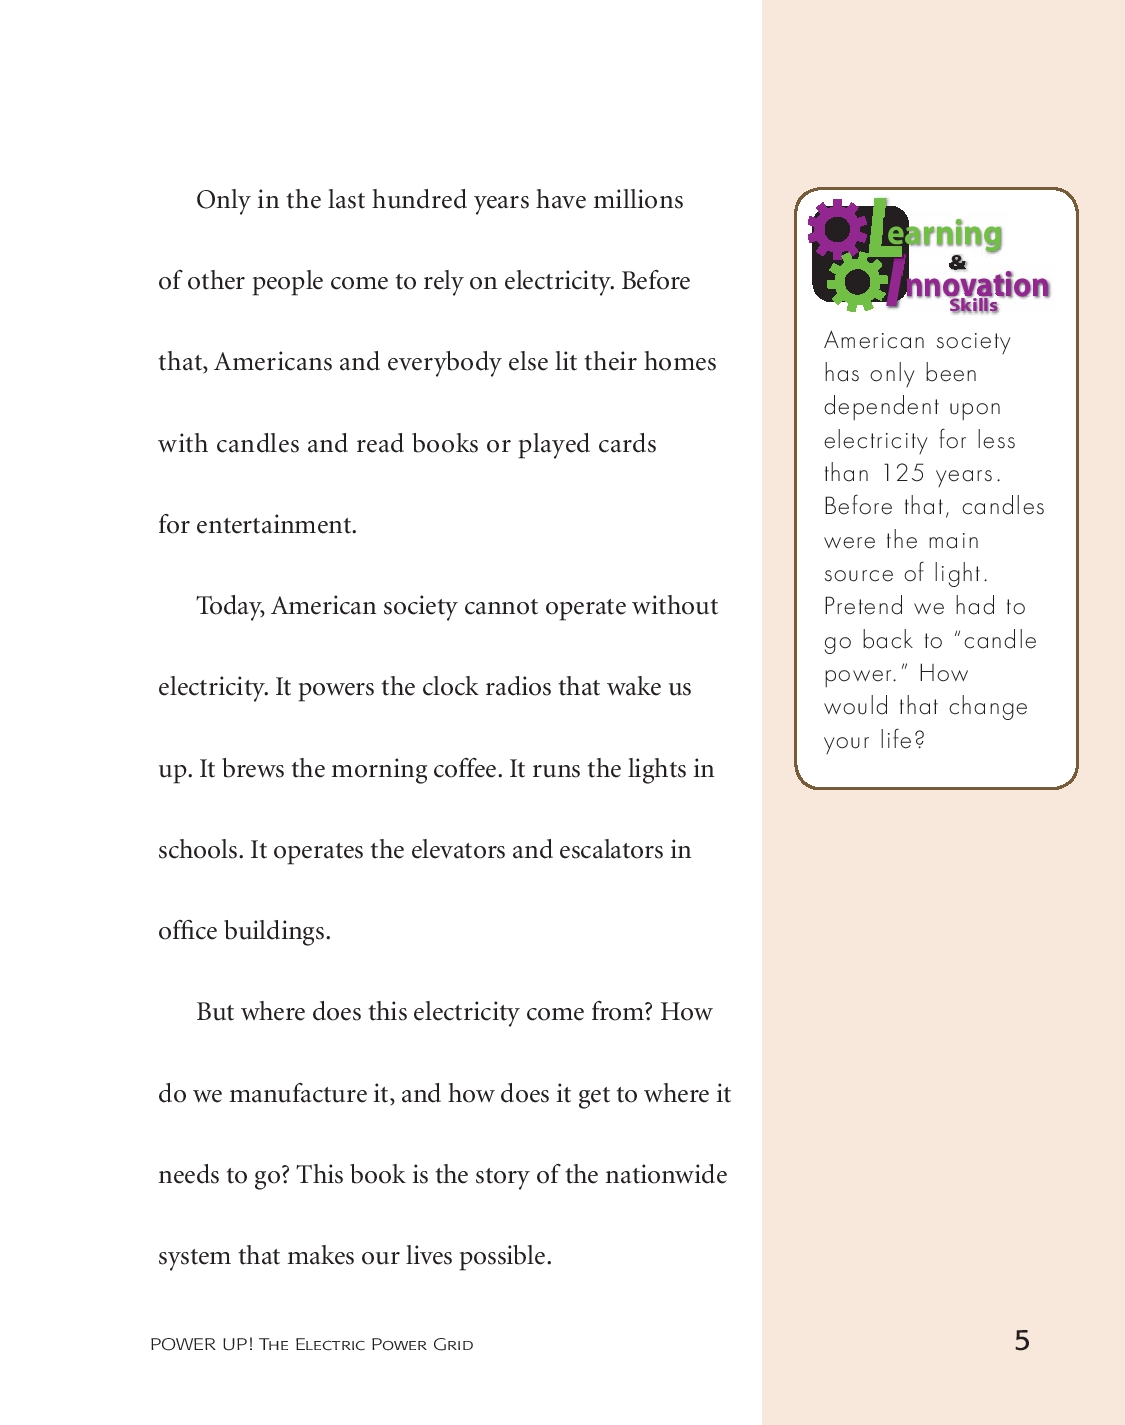 Only in the last hundred years have millions
of other people come to rely on electricity. Before
that, Americans and everybody else lit their homes
with candles and read books or played cards
for entertainment.
Today, American society cannot operate without
electricity. It powers the clock radios that wake us
up. It brews the morning coffee. It runs the lights in
schools. It operates the elevators and escalators in
office buildings.
But where does this electricity come from? How
do we manufacture it, and how does it get to where it
needs to go? This book is the story of the nationwide
system that makes our lives possible.
Learning
&
Innovation
Skills
American society
has only been
dependent upon
electricity for less
than 125 years.
Before that, candles
were the main
source of light.
Pretend we had to
go back to “candle
power.” How
would that change
your life?
POWER UP! The Electric Power Grid
5